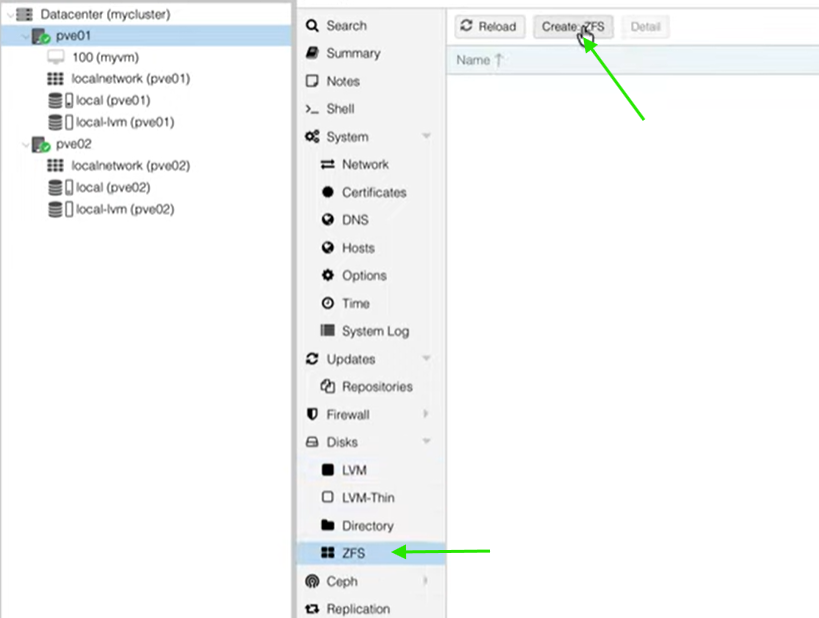 Datacenter (mycluster)
pve01
100 (myvm)
localnetwork (pve01)
local (pve01)
local-lvm (pve01)
pve02
localnetwork (pve02)
local (pve02)
local-lvm (pve02)
Search
Summary
Notes
Shell
System
Network
Certificates
DNS
Hosts
Options
Time
System Log
Updates
Repositories
Firewall
Disks
LVM
LVM-Thin
Directory
ZFS
Ceph
Replication
Reload Create: ZFS Detail
Name ↑